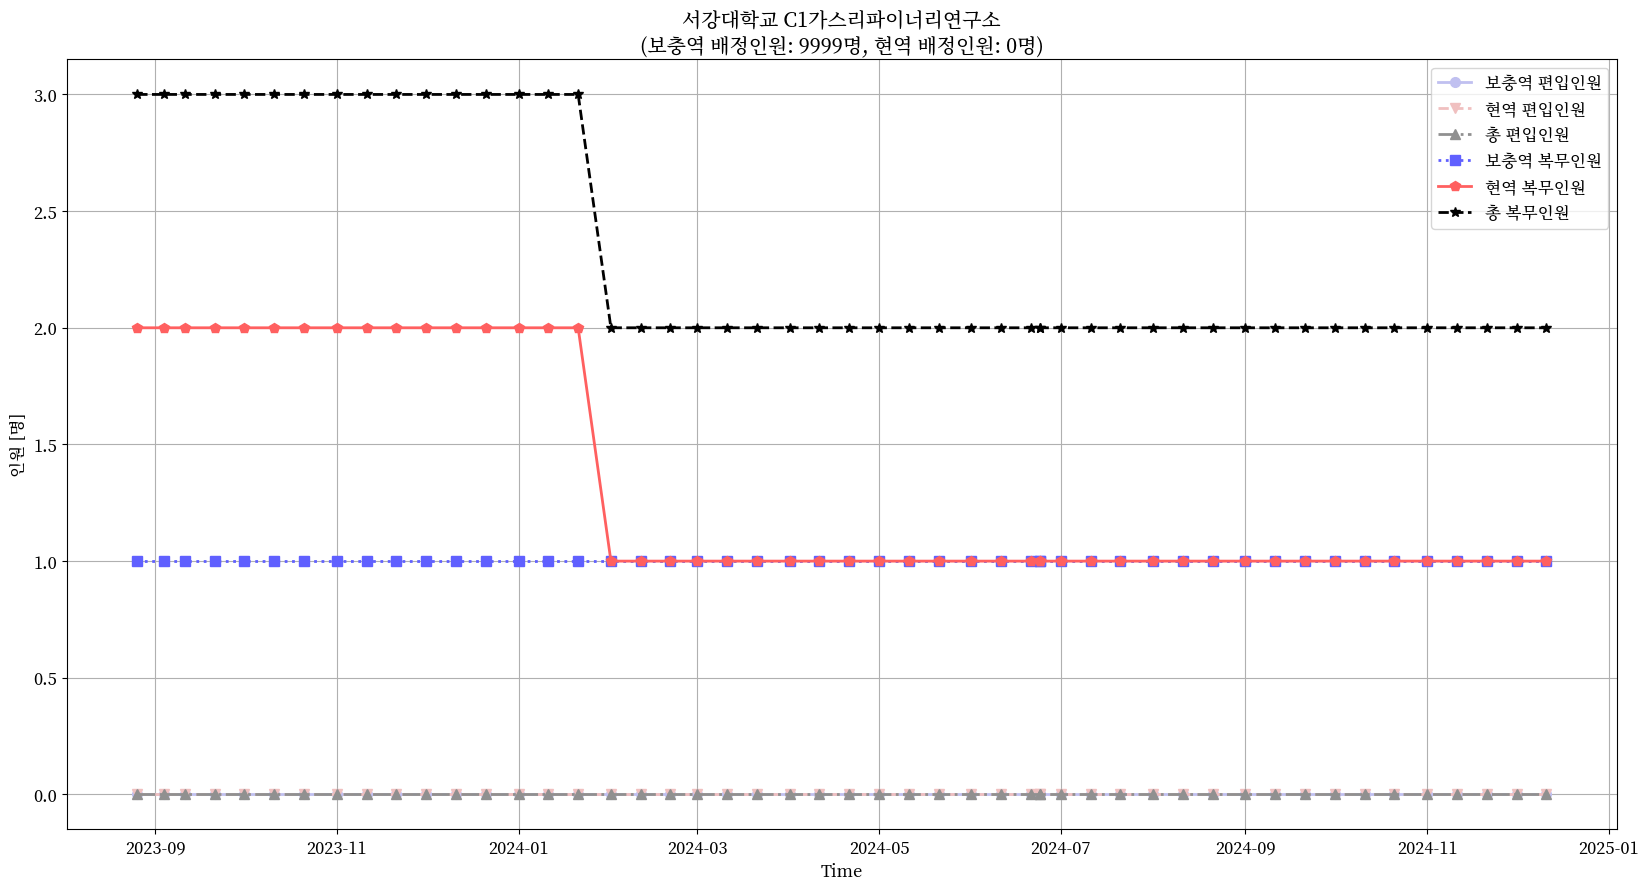 서강대학교 C1가스리파이너리연구소
(보충역 배정인원: 9999명, 현역 배정인원: 0명)
보충역 편입인원
현역 편입인원
총 편입인원
보충역 복무인원
현역 복무인원
총 복무인원
인원 [명]
3.0
2.5
2.0
1.5
1.0
0.5
0.0
2023-09 2023-11 2024-01 2024-03 2024-05 2024-07 2024-09 2024-11 2025-01
Time